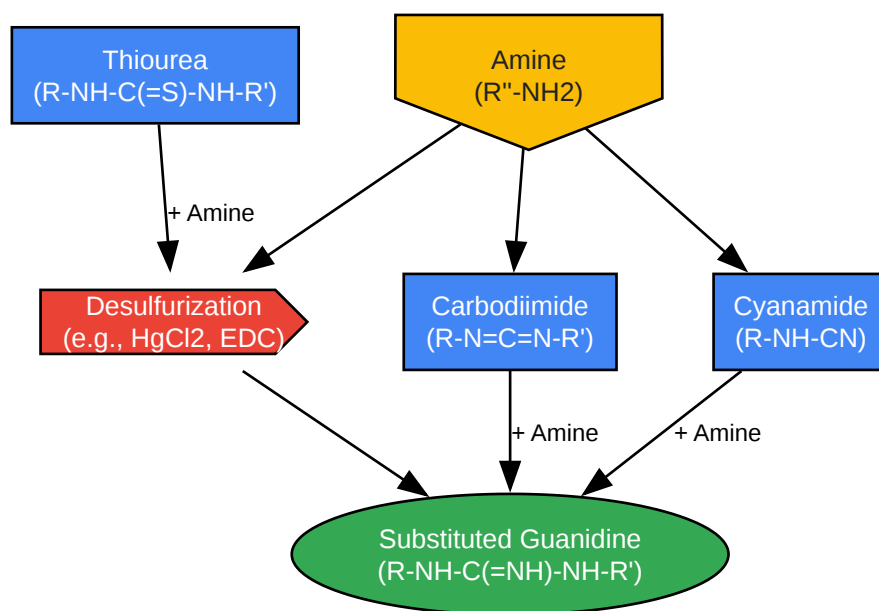 Thiourea
(R-NH-C(=S)-NH-R')
Amine
(R''-NH2)
+ Amine
Desulfurization
(e.g., HgCl2, EDC)
Carbodiimide
(R-N=C=N-R')
Cyanamide
(R-NH-CN)
+ Amine
+ Amine
Substituted Guanidine
(R-NH-C(=NH)-NH-R')